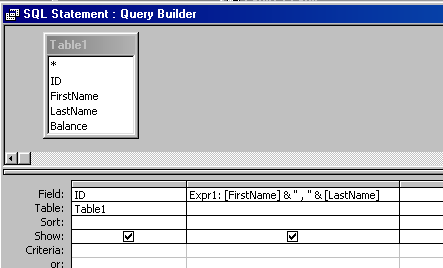 SQL Statement : Query Builder
Table1
*
ID
FirstName
LastName
Balance
Field: ID Expr1: [FirstName] & " , " & [LastName]
Table: Table1
Sort:
Show:
Criteria:
or: